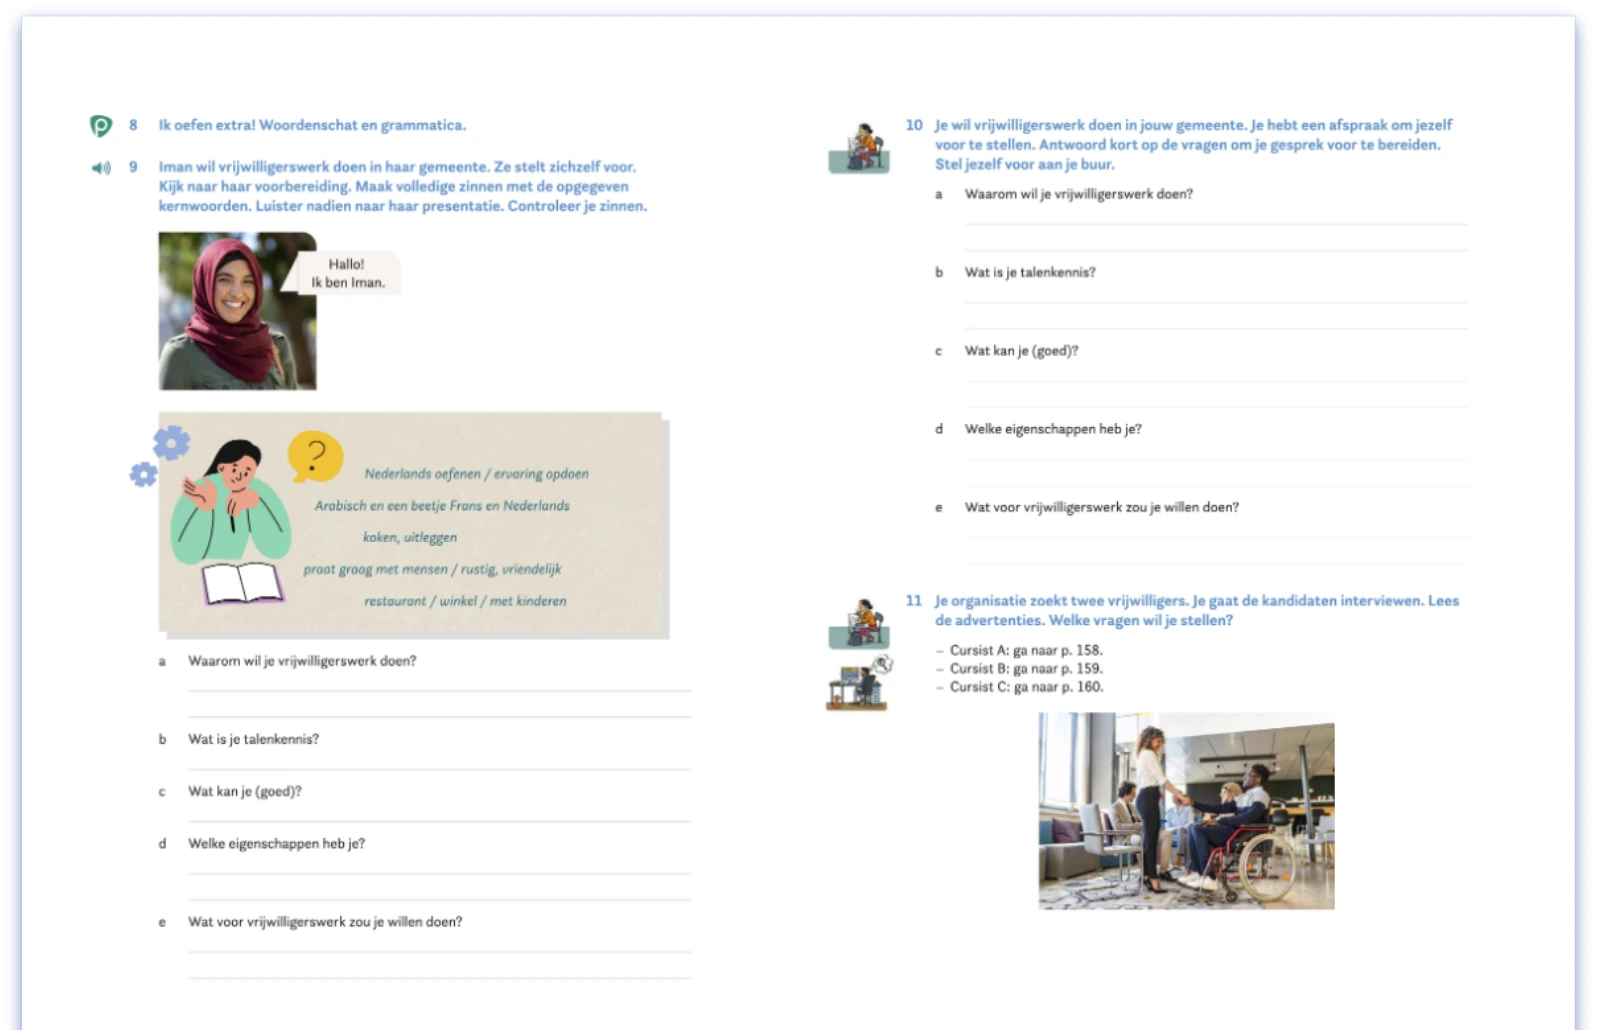 8 Ik oefen extra! Woordenschat en grammatica.
9 Iman wil vrijwilligerswerk doen in haar gemeente. Ze stelt zichzelf voor.
Kijk naar haar voorbereiding. Maak volledige zinnen met de opgegeven
kernwoorden. Luister nadien naar haar presentatie. Controleer je zinnen.
Hallo!
Ik ben Iman.
?
Nederlands oefenen / ervaring opdoen
Arabisch en een beetje Frans en Nederlands
koken, uitleggen
praat graag met mensen / rustig, vriendelijk
restaurant / winkel / met kinderen
a Waarom wil je vrijwilligerswerk doen?
b Wat is je talenkennis?
c Wat kan je (goed)?
d Welke eigenschappen heb je?
e Wat voor vrijwilligerswerk zou je willen doen?
10 Je wil vrijwilligerswerk doen in jouw gemeente. Je hebt een afspraak om jezelf
voor te stellen. Antwoord kort op de vragen om je gesprek voor te bereiden.
Stel jezelf voor aan je buur.
a Waarom wil je vrijwilligerswerk doen?
b Wat is je talenkennis?
c Wat kan je (goed)?
d Welke eigenschappen heb je?
e Wat voor vrijwilligerswerk zou je willen doen?
11 Je organisatie zoekt twee vrijwilligers. Je gaat de kandidaten interviewen. Lees
de advertenties. Welke vragen wil je stellen?
– Cursist A: ga naar p. 158.
– Cursist B: ga naar p. 159.
– Cursist C: ga naar p. 160.